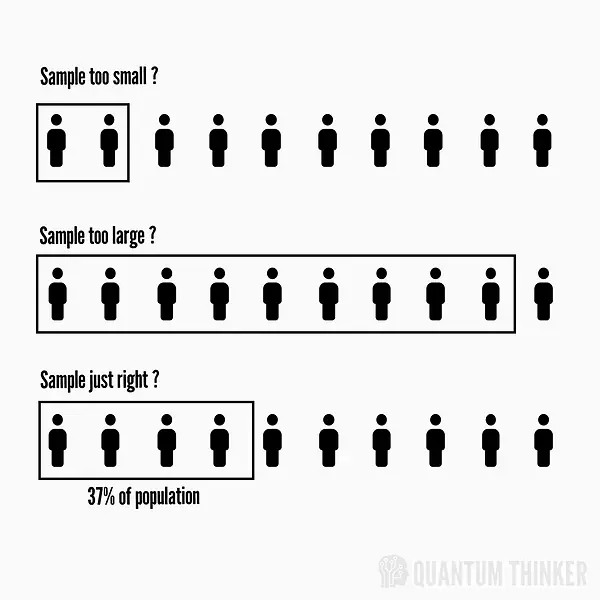 Sample too small ?
Sample too large ?
Sample just right ?
37% of population
QUANTUM THINKER